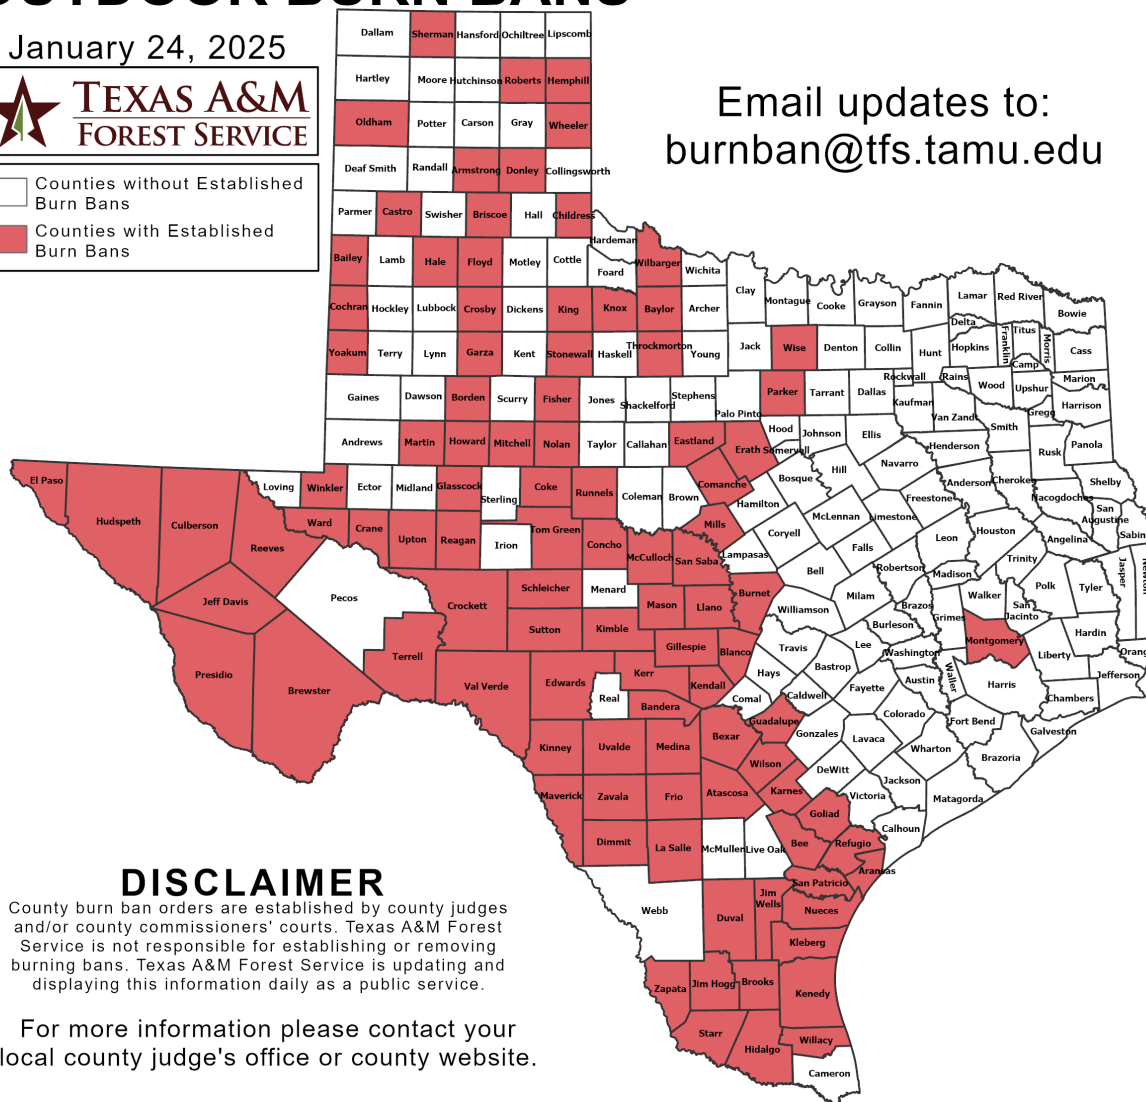 OUTDOOR BURN BANS
January 24, 2025
TEXAS A&M
FOREST SERVICE
Counties without Established
Burn Bans
Counties with Established
Burn Bans
Email updates to:
burnban@tfs.tamu.edu
Dallam Sherman Hansford Ochiltree Lipscomb
Hartley Moore Hutchinson Roberts Hemphill
Oldham Potter Carson Gray Wheeler
Deaf Smith Randall Armstrong Donley Collingsworth
Parmer Castro Swisher Briscoe Hall Childress
Hardeman
Bailey Lamb Hale Floyd Motley Cottle Foard Wilbarger Wichita
Clay Montague Cooke Grayson Fannin Lamar Red River Bowie
Cochran Hockley Lubbock Crosby Dickens King Knox Baylor Archer
Delta Franklin Titus Morris Cass
Yoakum Terry Lynn Garza Kent Stonewall Haskell Throckmorton Young Jack Wise Denton Collin Hunt Hopkins
Camp
Rockwall Rains Wood Upshur Marion
Gaines Dawson Borden Scurry Fisher Jones Shackelford Stephens Palo Pinto Parker Tarrant Dallas Kaufman Van Zandt Gregg Harrison
Andrews Martin Howard Mitchell Nolan Taylor Callahan Eastland Erath Hood Somervell Johnson Ellis Henderson Smith Rusk Panola
El Paso Loving Winkler Ector Midland Glasscock Sterling Coke Runnels Coleman Brown Comanche Hamilton Bosque Hill Navarro Freestone Anderson Cherokee Nacogdoches Shelby
Hudspeth Culberson Reeves Ward Crane Upton Reagan Irion Tom Green Concho McCulloch San Saba Mills Lampasas Coryell McLennan Limestone Leon Houston Angelina San
Augustine
Sabin
Jeff Davis Pecos Crockett Schleicher Menard Mason Llano Burnet Bell Falls Robertson Madison Trinity Polk Tyler Jasper Newton
Williamson Milam Brazos Grimes Walker San
Jacinto
Presidio Brewster Terrell Sutton Kimble Gillespie Blanco Travis Lee Burleson Washington Montgomery Liberty Hardin Orang
Val Verde Edwards Real Kerr Bandera Kendall Comal Hays Caldwell Bastrop Fayette Austin Waller Harris Chambers Jefferson
Kinney Uvalde Medina Bexar Guadalupe Gonzales Lavaca Colorado Wharton Fort Bend Brazoria Galveston
Maverick Zavala Frio Atascosa Wilson Karnes DeWitt Victoria Jackson Matagorda
Dimmit La Salle McMullen Live Oak Bee Goliad Refugio Calhoun
Aransas
Webb Duval Jim
Wells
San Patricio
Nueces
Kleberg
Zapata Jim Hogg Brooks Kenedy
Starr Hidalgo Willacy
Cameron
DISCLAIMER
County burn ban orders are established by county judges
and/or county commissioners' courts. Texas A&M Forest
Service is not responsible for establishing or removing
burning bans. Texas A&M Forest Service is updating and
displaying this information daily as a public service.
For more information please contact your
local county judge's office or county website.